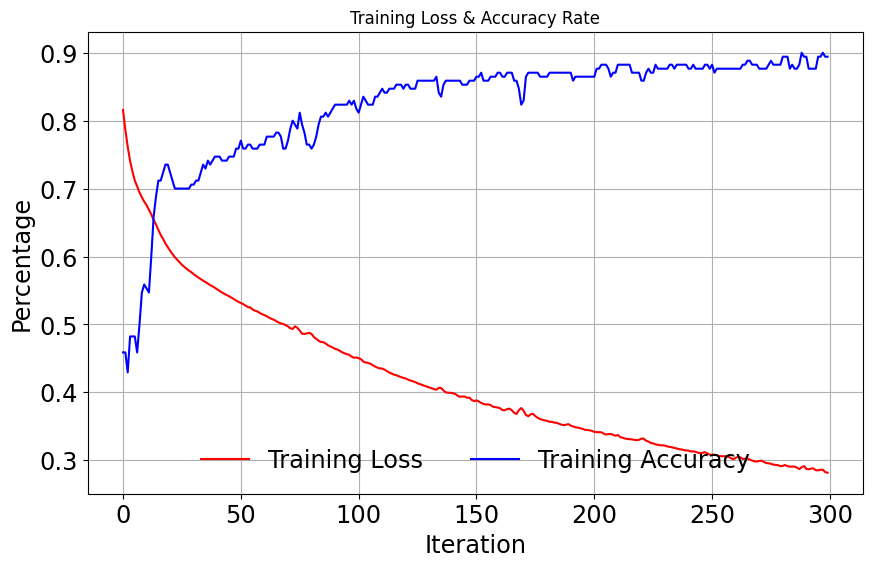 Training Loss & Accuracy Rate
0.9
0.8
0.7
0.6
0.5
0.4
0.3
Percentage
Training Loss
Training Accuracy
0 50 100 150 200 250 300
Iteration